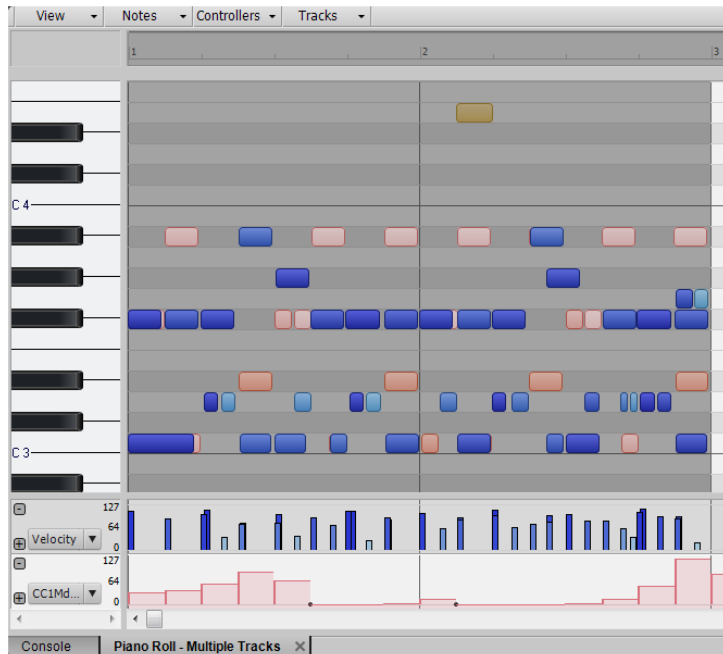 View Notes Controllers Tracks
1 2 3
C 4
C 3
127
Velocity 64
0
127
CC1Md... 64
0
Console Piano Roll - Multiple Tracks